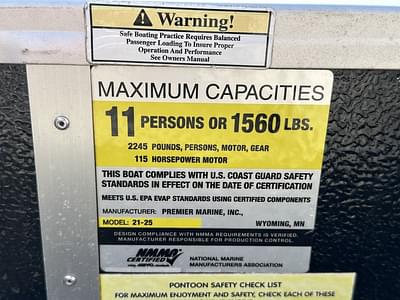 Warning!
Safe Boating Practice Requires Balanced
Passenger Loading To Insure Proper
Operation And Performance
See Owners Manual
MAXIMUM CAPACITIES
11 PERSONS OR 1560 LBS.
2245 POUNDS, PERSONS, MOTOR, GEAR
115 HORSEPOWER MOTOR
THIS BOAT COMPLIES WITH U.S. COAST GUARD SAFETY
STANDARDS IN EFFECT ON THE DATE OF CERTIFICATION
MEETS U.S. EPA EVAP STANDARDS USING CERTIFIED COMPONENTS
MANUFACTURER: PREMIER MARINE, INC.,
WYOMING, MN
MODEL: 21-25
DESIGN COMPLIANCE WITH NMMA REQUIREMENTS IS VERIFIED.
MANUFACTURER RESPONSIBLE FOR PRODUCTION CONTROL.
NMMA
CERTIFIED
NATIONAL MARINE
MANUFACTURERS ASSOCIATION
PONTOON SAFETY CHECK LIST
FOR MAXIMUM ENJOYMENT AND SAFETY, CHECK EACH OF THESE